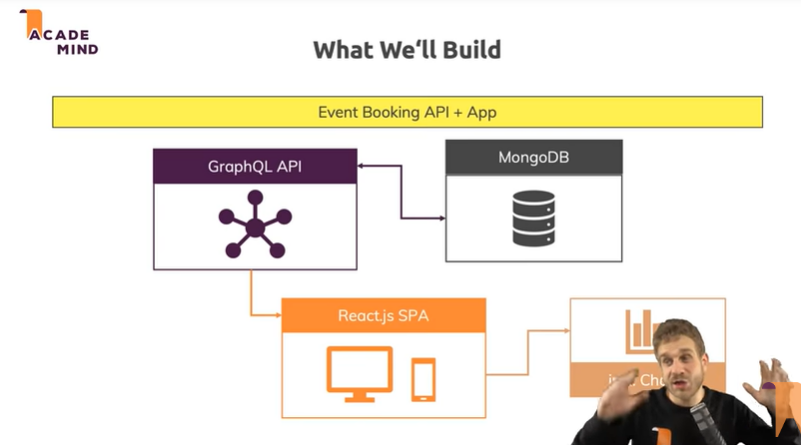 ACADE
MIND
What We'll Build
Event Booking API + App
GraphQL API
MongoDB
React.js SPA